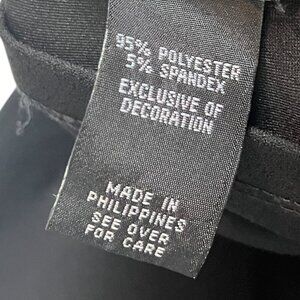 95% POLYESTER
5% SPANDEX
EXCLUSIVE OF
DECORATION
MADE IN
PHILIPPINES
SEE OVER
FOR CARE